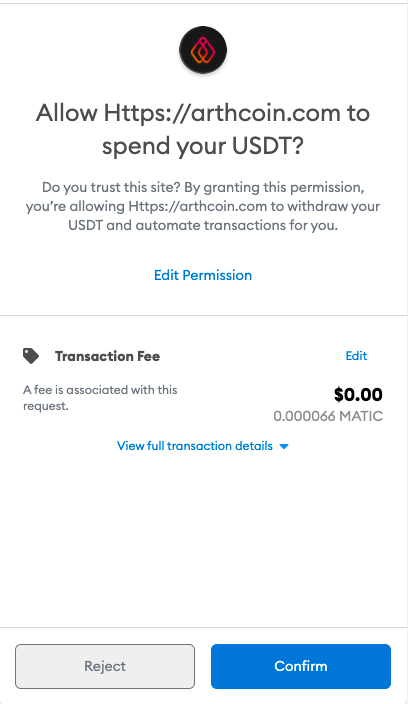 Allow Https://arthcoin.com to
spend your USDT?
Do you trust this site? By granting this permission,
you’re allowing Https://arthcoin.com to withdraw your
USDT and automate transactions for you.
Edit Permission
Transaction Fee
Edit
A fee is associated with this
request.
$0.00
0.000066 MATIC
View full transaction details
Reject
Confirm